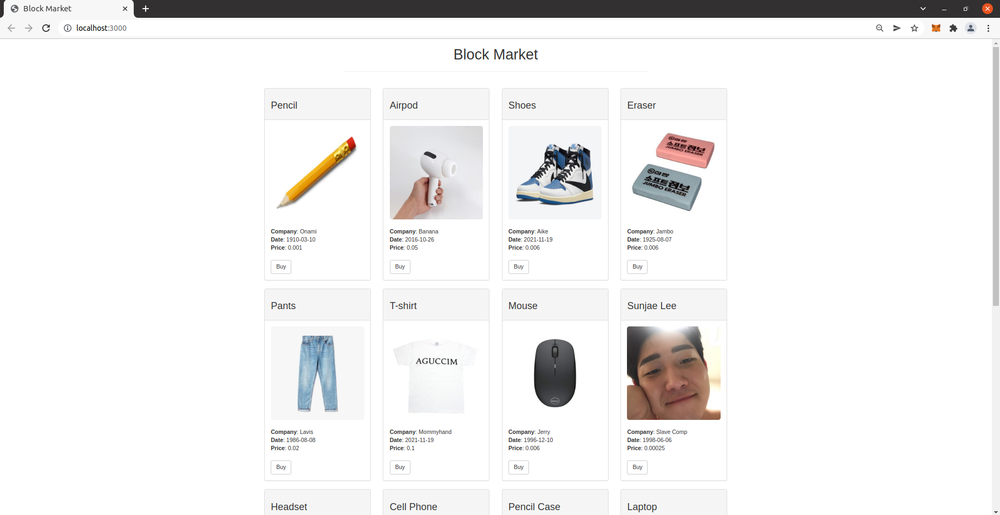 Block Market
localhost:3000
Block Market
Pencil
Airpod
Shoes
Eraser
화랑
소프트점보
JUMBO ERASER
화랑
소프트점보
JUMBO ERASER
Company: Onami
Date: 1910-03-10
Price: 0.001
Buy
Company: Banana
Date: 2016-10-26
Price: 0.05
Buy
Company: Aike
Date: 2021-11-19
Price: 0.006
Buy
Company: Jambo
Date: 1925-08-07
Price: 0.006
Buy
Pants
T-shirt
Mouse
Sunjae Lee
AGUCCIM
DELL
Company: Lavis
Date: 1986-08-08
Price: 0.02
Buy
Company: Mommyhand
Date: 2021-11-19
Price: 0.1
Buy
Company: Jerry
Date: 1996-12-10
Price: 0.006
Buy
Company: Slave Comp
Date: 1998-06-06
Price: 0.00025
Buy
Headset
Cell Phone
Pencil Case
Laptop